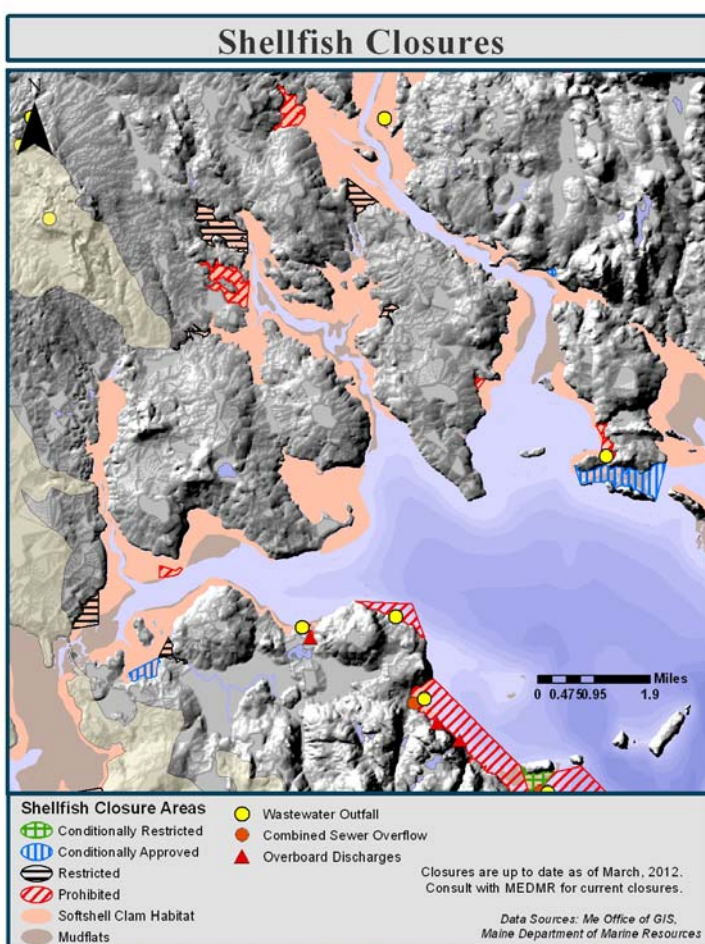 Shellfish Closures
N
Miles
0 0.475 0.95 1.9
Shellfish Closure Areas
Conditionally Restricted
Conditionally Approved
Restricted
Prohibited
Softshell Clam Habitat
Mudflats
Wastewater Outfall
Combined Sewer Overflow
Overboard Discharges
Closures are up to date as of March, 2012.
Consult with MEDMR for current closures.
Data Sources: Me Office of GIS,
Maine Department of Marine Resources